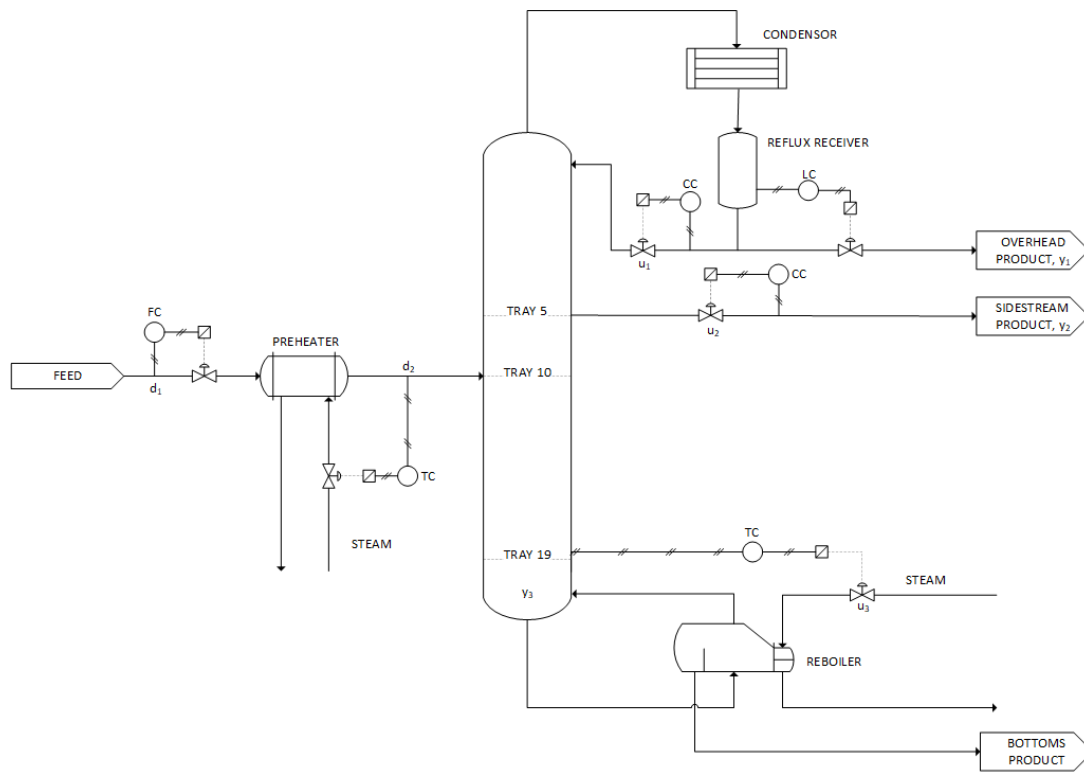 CONDENSOR
REFLUX RECEIVER
LC
CC
u1
OVERHEAD
PRODUCT, y1
CC
u2
SIDESTREAM
PRODUCT, y2
TRAY 5
FC
PREHEATER
FEED
d1
d2
TRAY 10
TC
STEAM
TRAY 19
TC
y3
STEAM
u3
REBOILER
BOTTOMS
PRODUCT